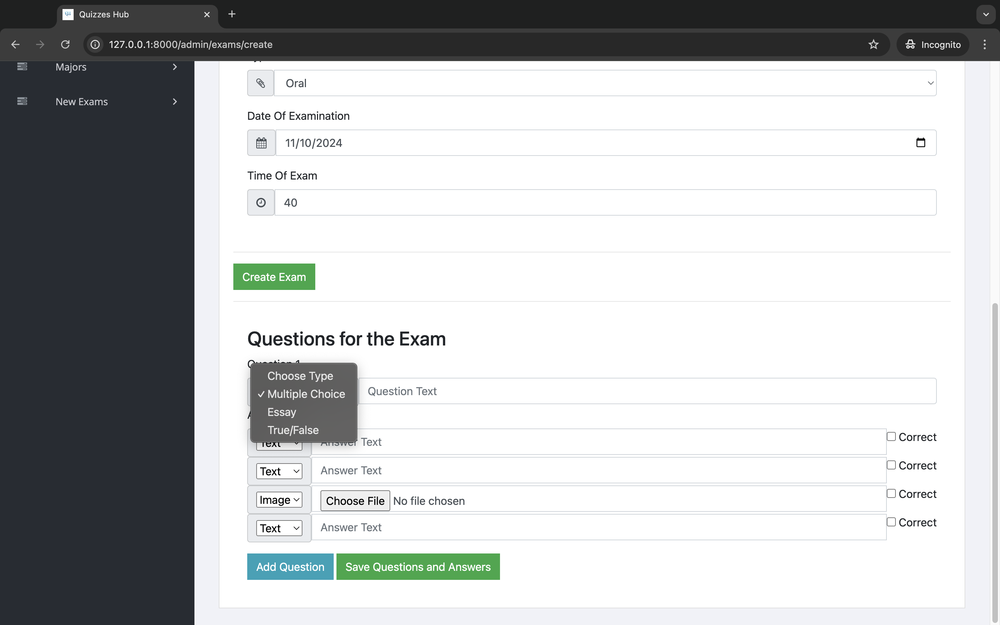 Quizzes Hub
127.0.0.1:8000/admin/exams/create
Incognito
Majors
New Exams
Oral
Date Of Examination
11/10/2024
Time Of Exam
40
Create Exam
Questions for the Exam
Question 1
Choose Type
Multiple Choice
Essay
True/False
Question Text
Text
Answer Text
Correct
Text
Answer Text
Correct
Image
Choose File No file chosen
Correct
Text
Answer Text
Correct
Add Question
Save Questions and Answers